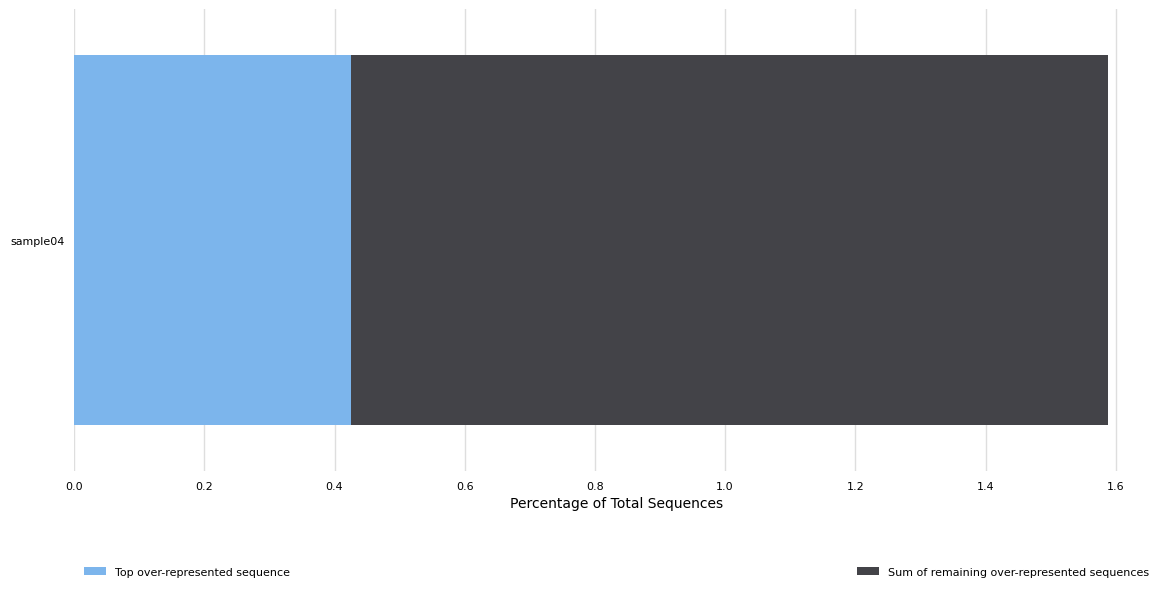 sample04
0.0 0.2 0.4 0.6 0.8 1.0 1.2 1.4 1.6
Percentage of Total Sequences
Top over-represented sequence Sum of remaining over-represented sequences